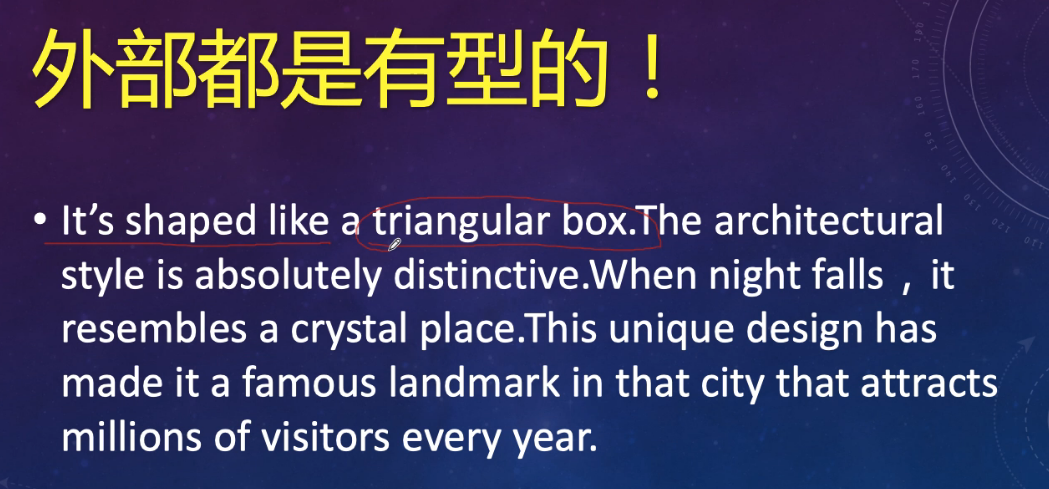 外部都是有型的！
• It’s shaped like a triangular box.The architectural
style is absolutely distinctive.When night falls ，it
resembles a crystal place.This unique design has
made it a famous landmark in that city that attracts
millions of visitors every year.